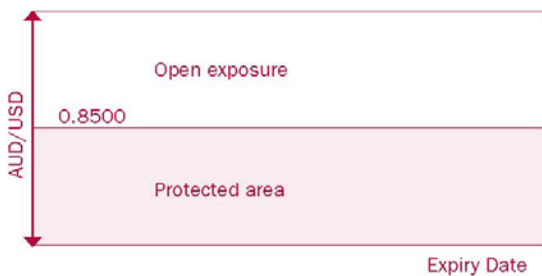 Open exposure
0.8500
AUD/USD
Protected area
Expiry Date